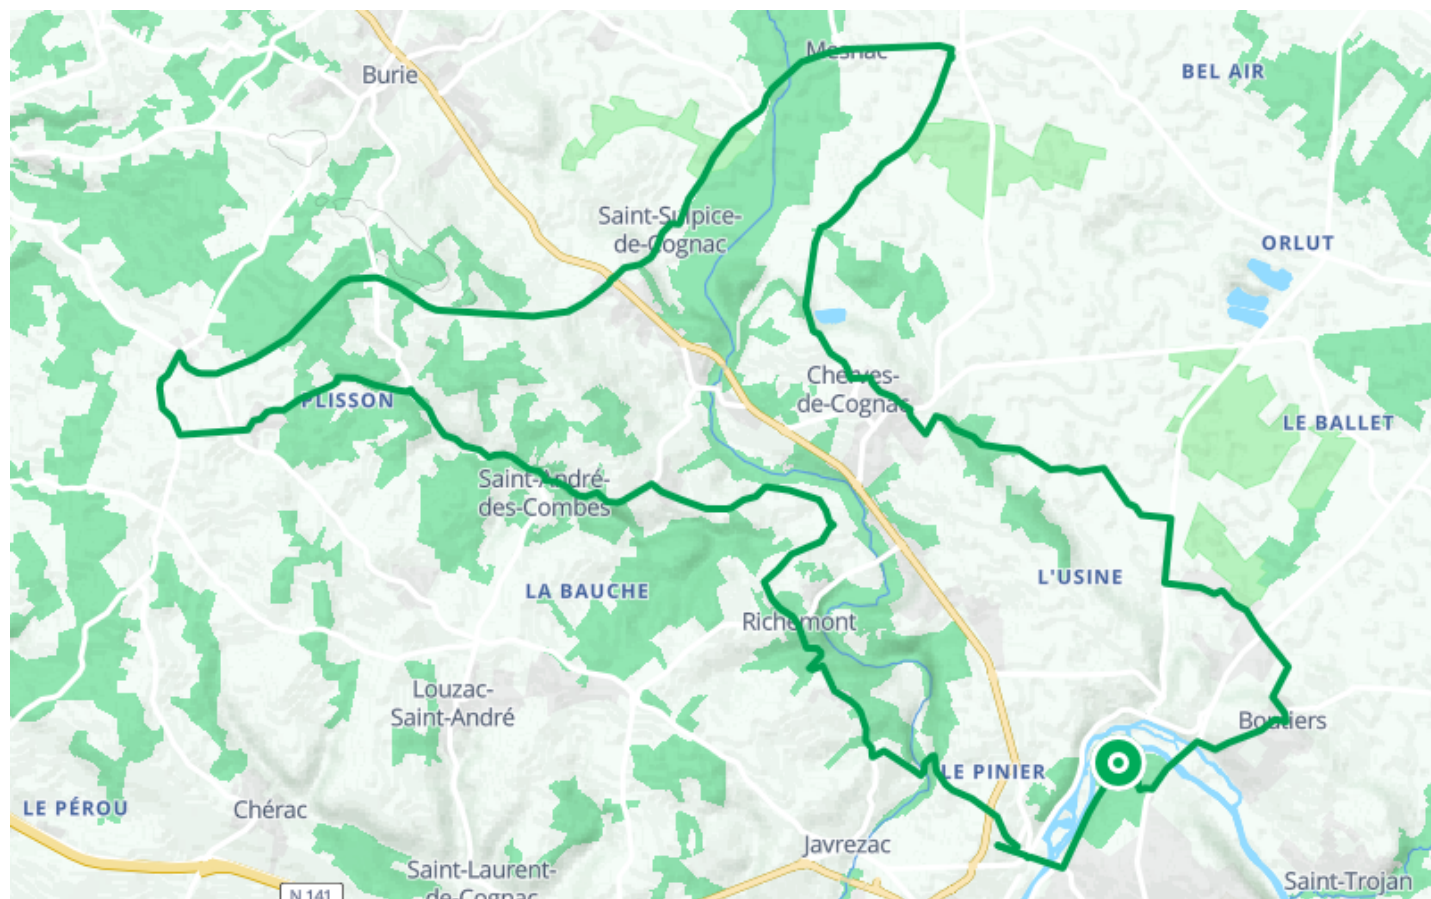 Mesnac
BEL AIR
Burie
Saint-Sulpice-
de-Cognac
ORLUT
Cherves-
de-Cognac
PLISSON
LE BALLET
Saint-André-
des-Combes
L'USINE
LA BAUCHE
Richemont
Louzac-
Saint-André
Boutiers
LE PINIER
LE PÉROU
Chérac
Javrezac
Saint-Laurent-
de-Cognac
Saint-Trojan
N 141